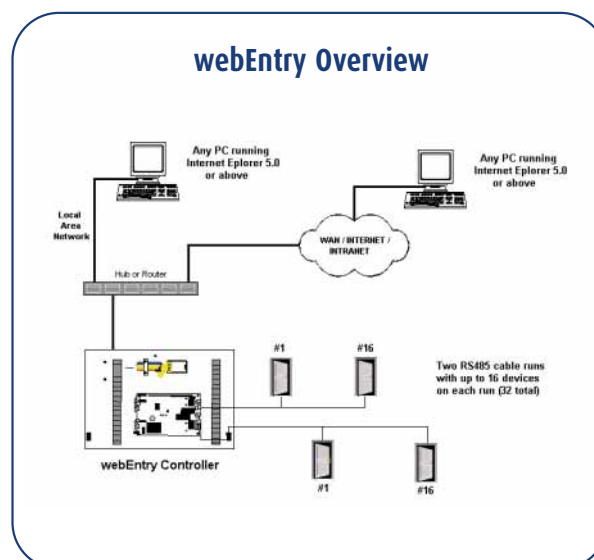 webEntry Overview
Any PC running
Internet Eplorer 5.0
or above
Any PC running
Internet Eplorer 5.0
or above
Local
Area
Network
WAN / INTERNET /
INTRANET
Hub or Router
#1
#16
Two RS485 cable runs
with up to 16 devices
on each run (32 total)
webEntry Controller
#1
#16